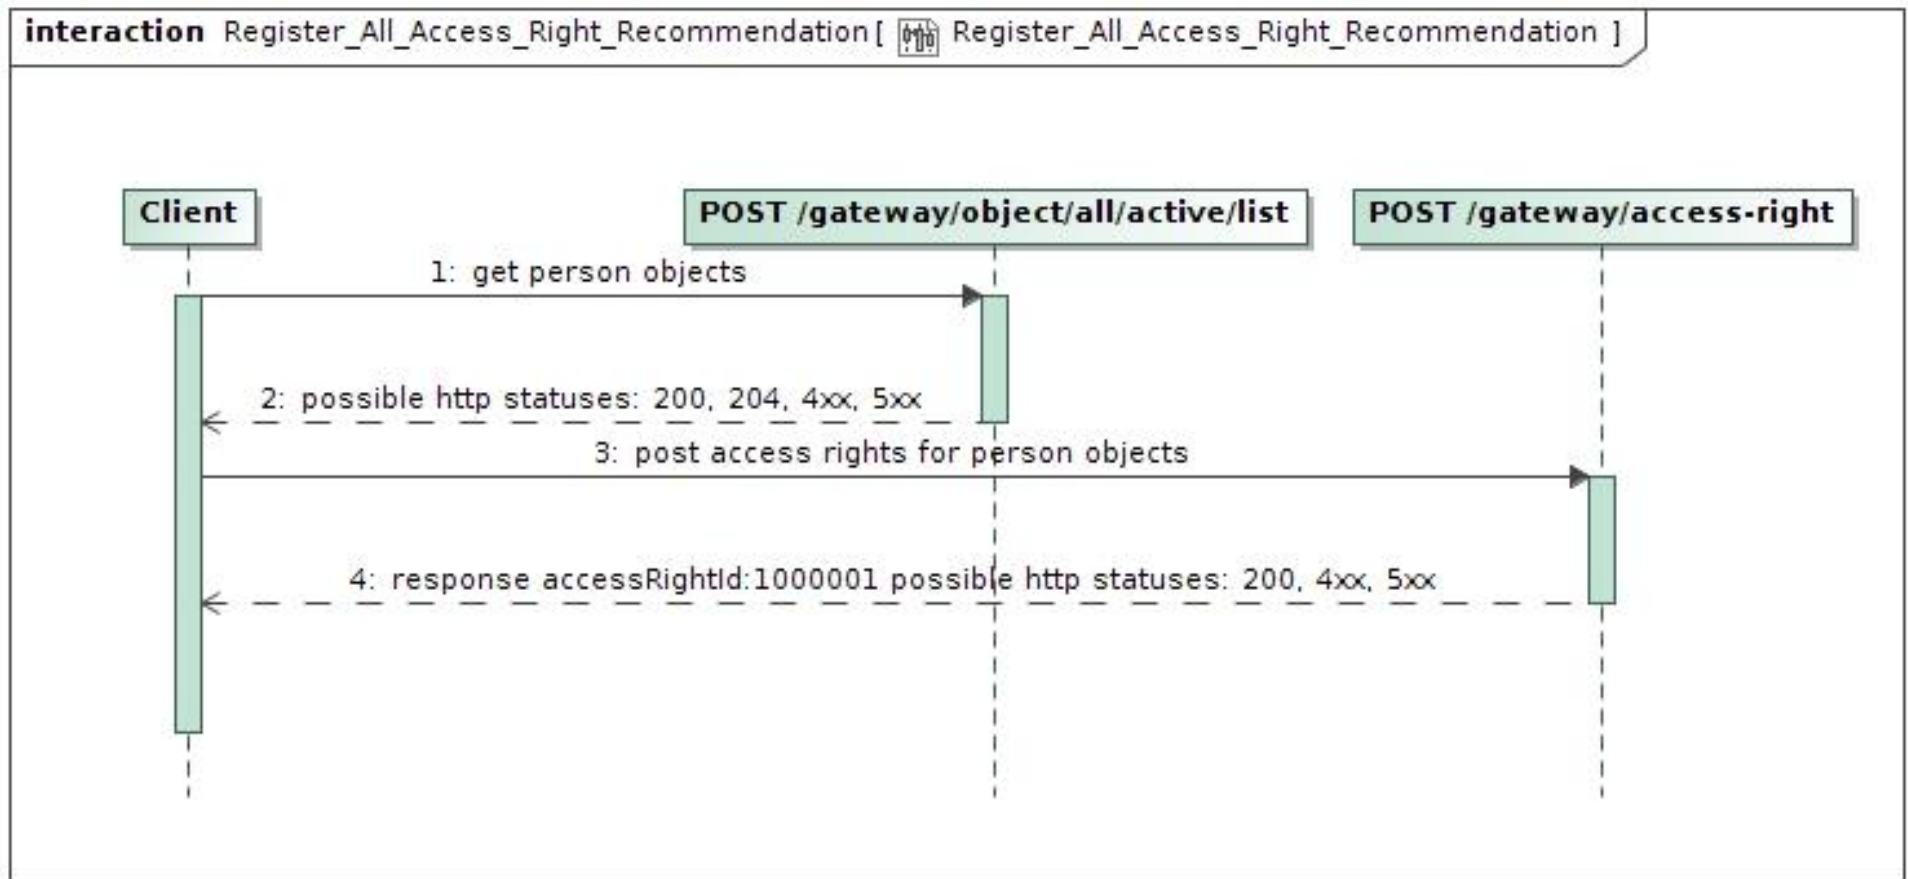 interaction Register_All_Access_Right_Recommendation[ Register_All_Access_Right_Recommendation ]
Client
POST /gateway/object/all/active/list
POST /gateway/access-right
1: get person objects
2: possible http statuses: 200, 204, 4xx, 5xx
3: post access rights for person objects
4: response accessRightId:1000001 possible http statuses: 200, 4xx, 5xx